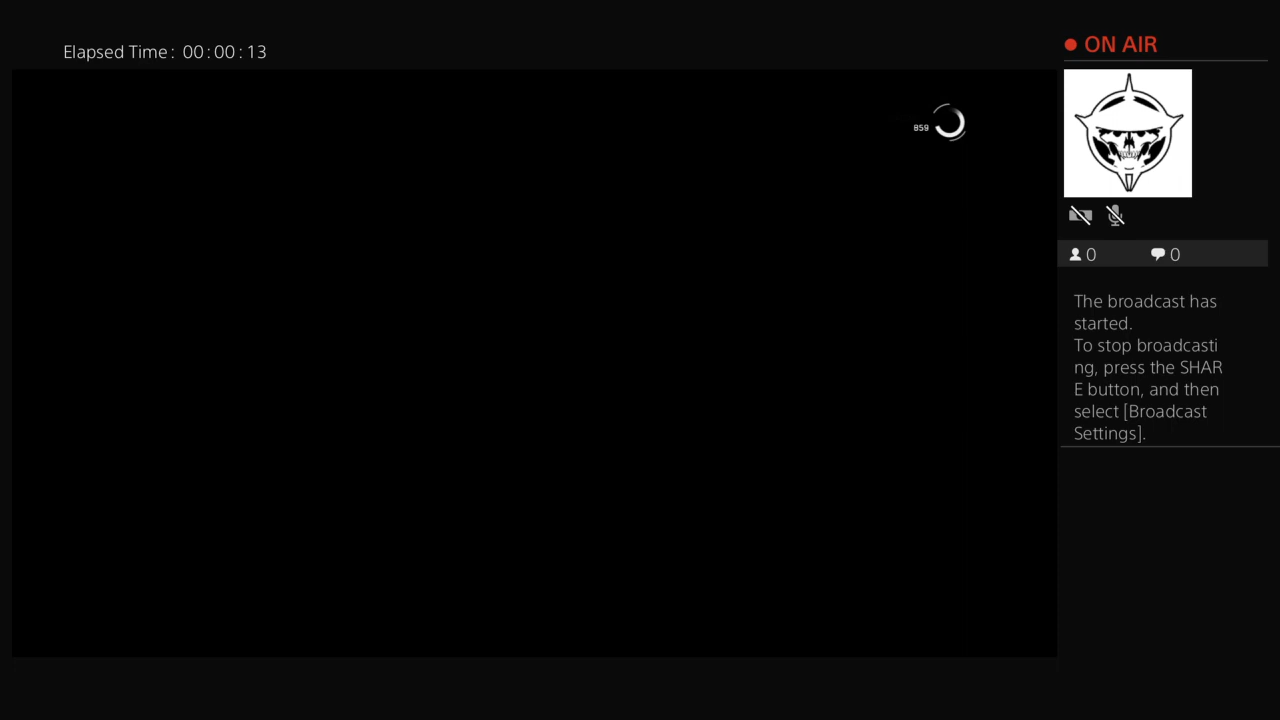 Elapsed Time: 00:00:13
ON AIR
859
0 0
The broadcast has
started.
To stop broadcasti
ng, press the SHAR
E button, and then
select [Broadcast
Settings].